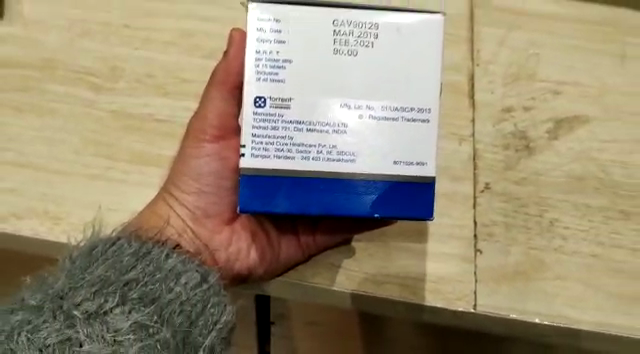 Batch No.
GAV90129
Mfg. Date :
MAR.2019
Expiry Date :
FEB.2021
M.R.P. ₹
90.00
per blister strip
of 15 tablets
(Inclusive
of all taxes)
torrent
PHARMA
Mfg. Lic. No. : 31/UA/SC/P-2013
® - Registered Trademark
Marketed by
TORRENT PHARMACEUTICALS LTD.
Indrad-382 721, Dist. Mehsana, INDIA.
Manufactured by :
Pure and Cure Healthcare Pvt. Ltd.
Plot No. 26A-30, Sector - 8A, IIE, SIDCUL,
Ranipur, Haridwar - 249 403 (Uttarakhand)